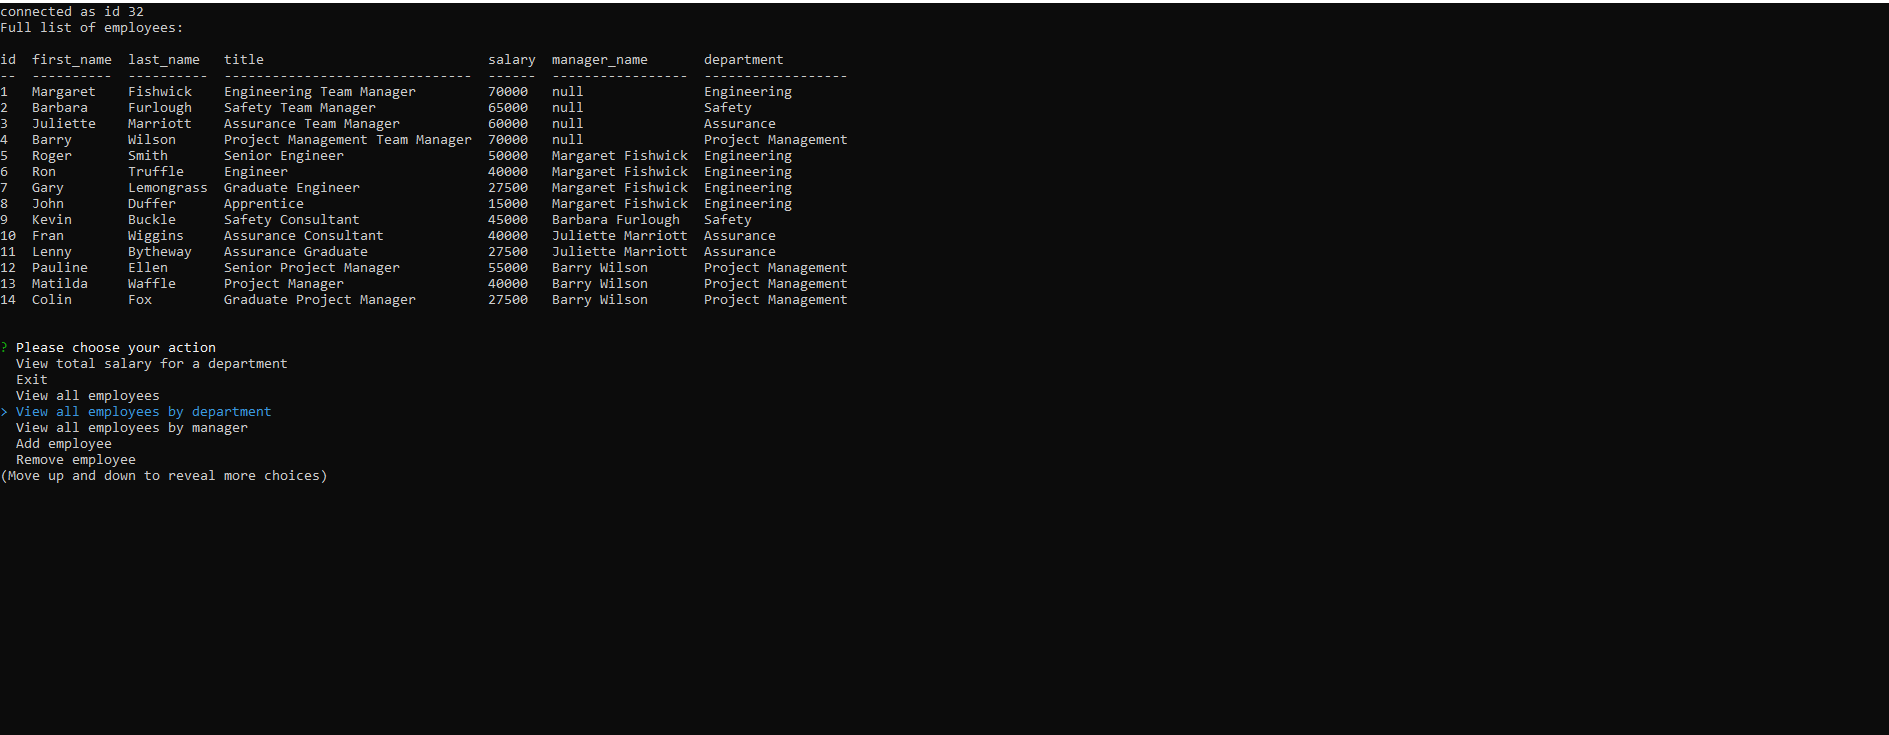 connected as id 32
Full list of employees:
id  first_name  last_name   title                            salary  manager_name       department
--  ----------  ----------  -------------------------------  ------  -----------------  ------------------
1   Margaret    Fishwick    Engineering Team Manager         70000   null               Engineering
2   Barbara     Furlough    Safety Team Manager              65000   null               Safety
3   Juliette    Marriott    Assurance Team Manager           60000   null               Assurance
4   Barry       Wilson      Project Management Team Manager  70000   null               Project Management
5   Roger       Smith       Senior Engineer                  50000   Margaret Fishwick  Engineering
6   Ron         Truffle     Engineer                         40000   Margaret Fishwick  Engineering
7   Gary        Lemongrass  Graduate Engineer                27500   Margaret Fishwick  Engineering
8   John        Duffer      Apprentice                       15000   Margaret Fishwick  Engineering
9   Kevin       Buckle      Safety Consultant                45000   Barbara Furlough   Safety
10  Fran        Wiggins     Assurance Consultant             40000   Juliette Marriott  Assurance
11  Lenny       Bytheway    Assurance Graduate               27500   Juliette Marriott  Assurance
12  Pauline     Ellen       Senior Project Manager           55000   Barry Wilson       Project Management
13  Matilda     Waffle      Project Manager                  40000   Barry Wilson       Project Management
14  Colin       Fox         Graduate Project Manager         27500   Barry Wilson       Project Management
? Please choose your action
  View total salary for a department
  Exit
  View all employees
> View all employees by department
  View all employees by manager
  Add employee
  Remove employee
(Move up and down to reveal more choices)